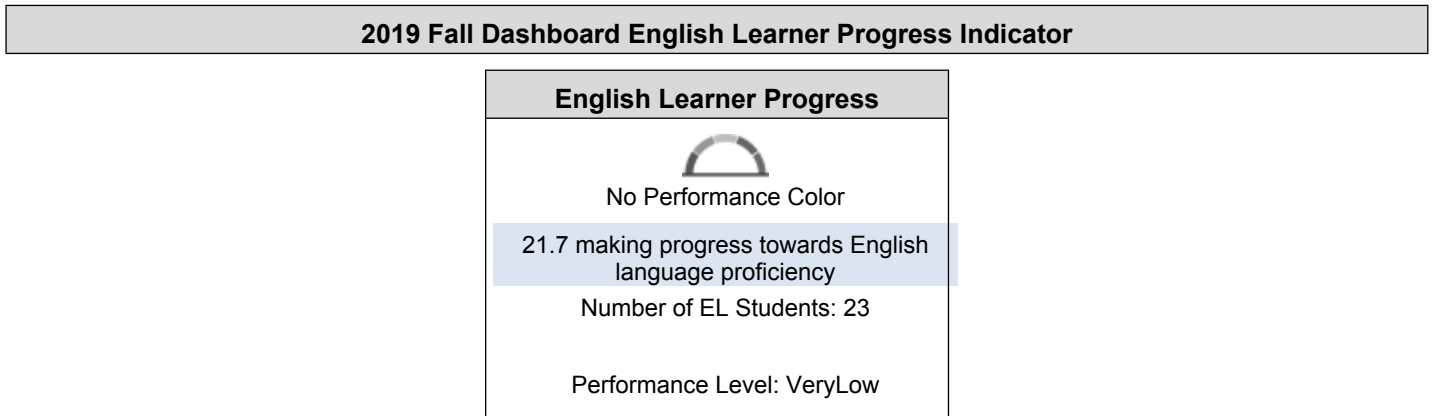 2019 Fall Dashboard English Learner Progress Indicator
English Learner Progress
No Performance Color
21.7 making progress towards English
language proficiency
Number of EL Students: 23
Performance Level: VeryLow